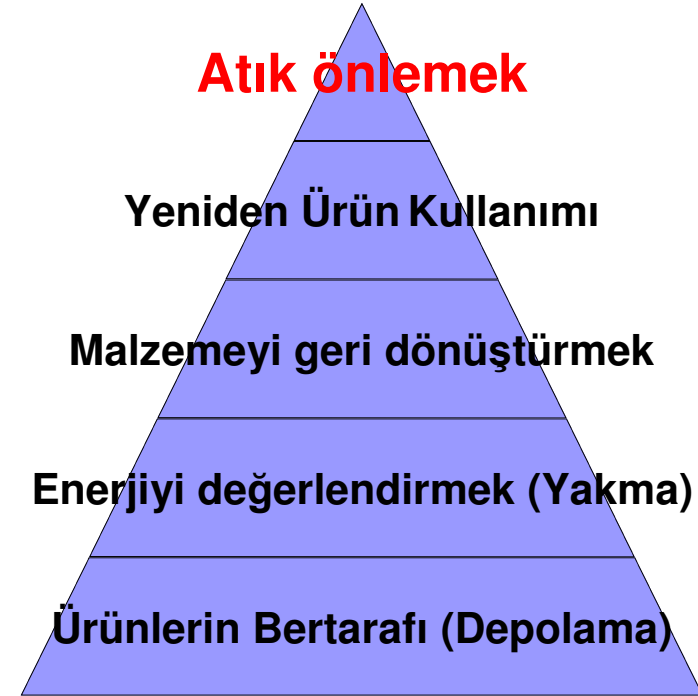 Atık önlemek
Yeniden Ürün Kullanımı
Malzemeyi geri dönüştürmek
Enerjiyi değerlendirmek (Yakma)
Ürünlerin Bertarafı (Depolama)